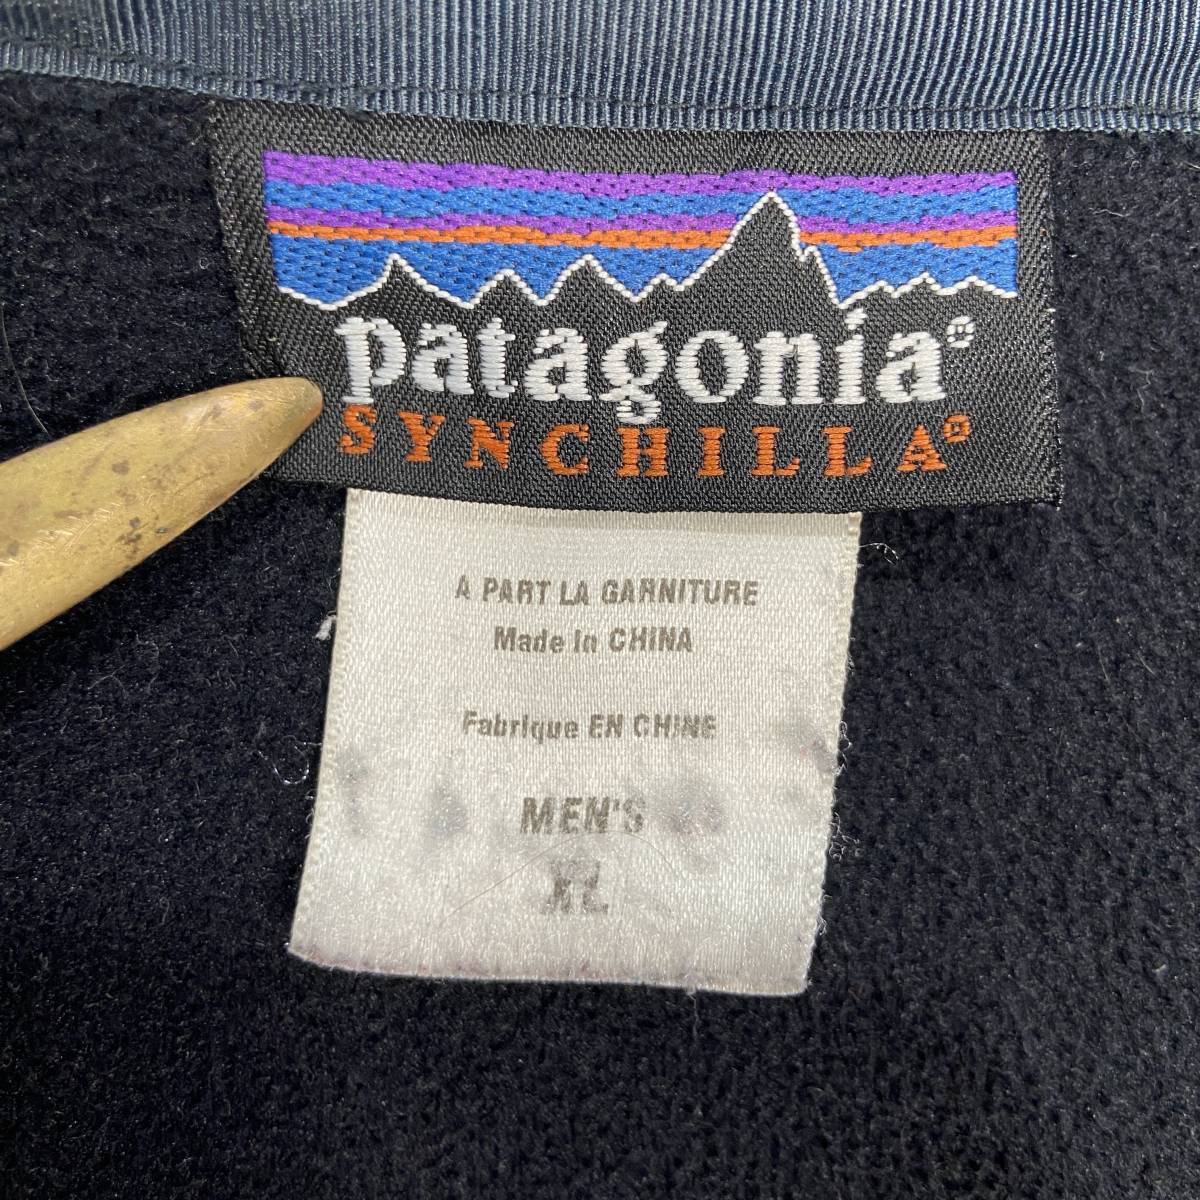 patagonia®
SYNCHILLA®
A PART LA GARNITURE
Made in CHINA
Fabrique EN CHINE
MEN'S
XL